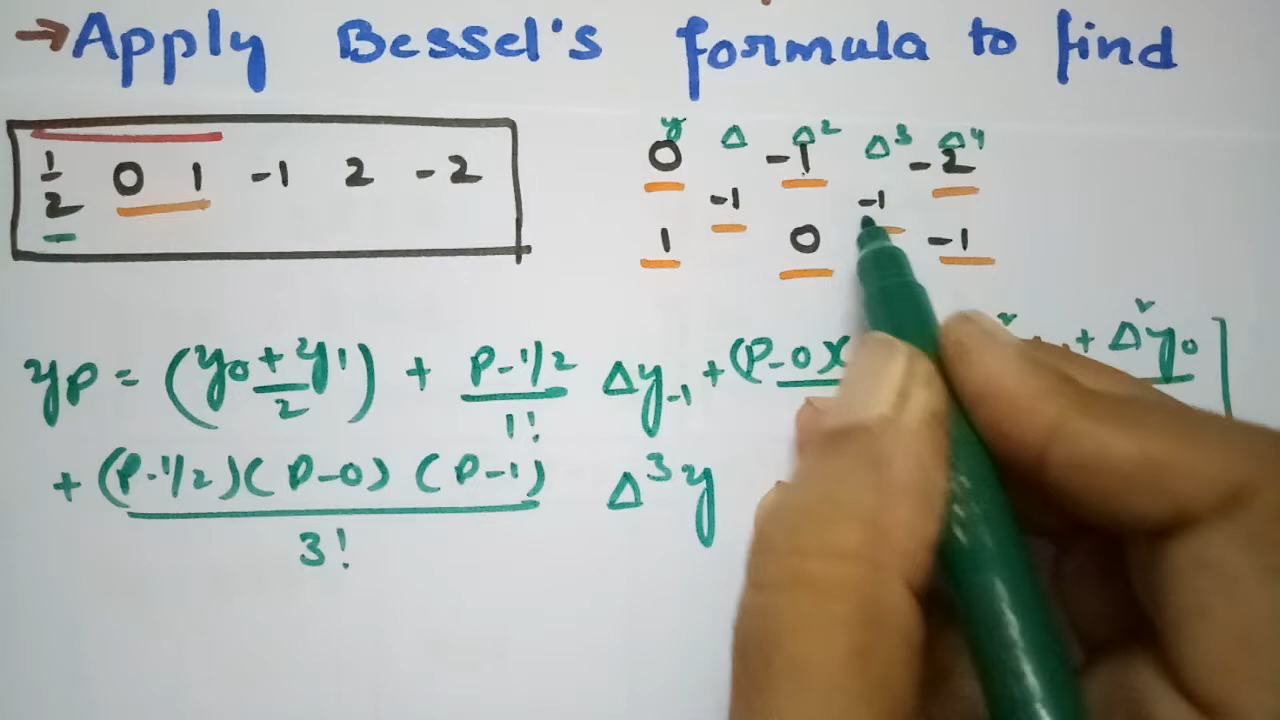 →Apply Bessel's formula to find
1/2 0 1 -1 2 -2
y Δ Δ² Δ³ Δ⁴
0 -1 -2
-1 -1
1 0 -1
yp = (y₀+y₁/2) + P-1/2/1! Δy₋₁ + (P-0)( ₋₁ + Δ²y₀]
+ (P-1/2)(P-0)(P-1)/3! Δ³y